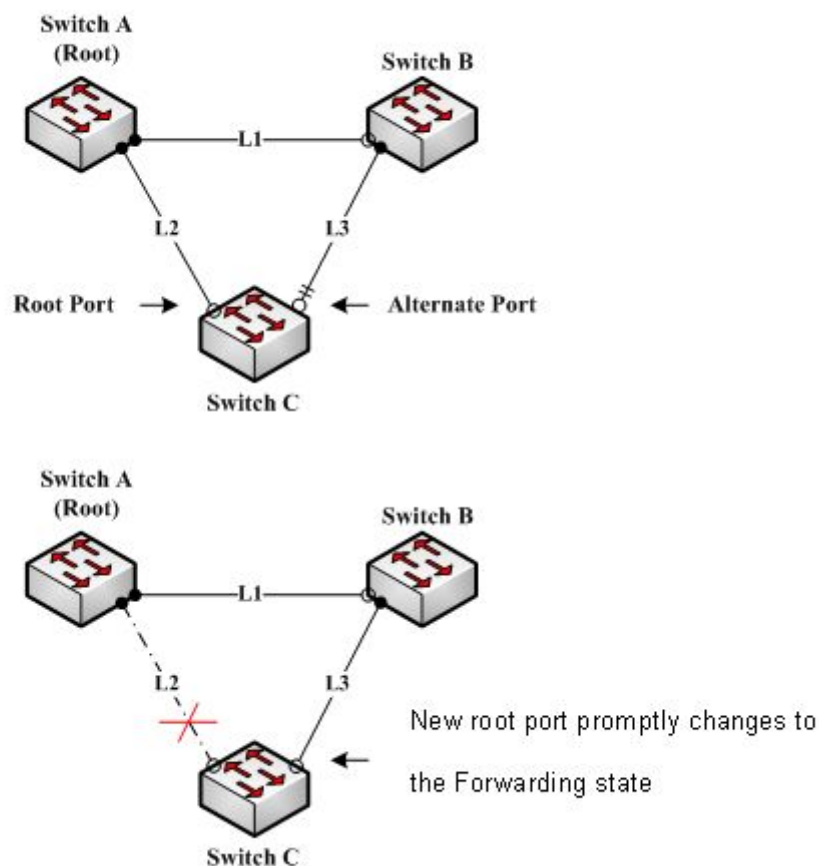 Switch A
(Root)
Switch B
L1
L2
L3
Root Port
Alternate Port
Switch C
Switch A
(Root)
Switch B
L1
L2
L3
New root port promptly changes to
the Forwarding state
Switch C